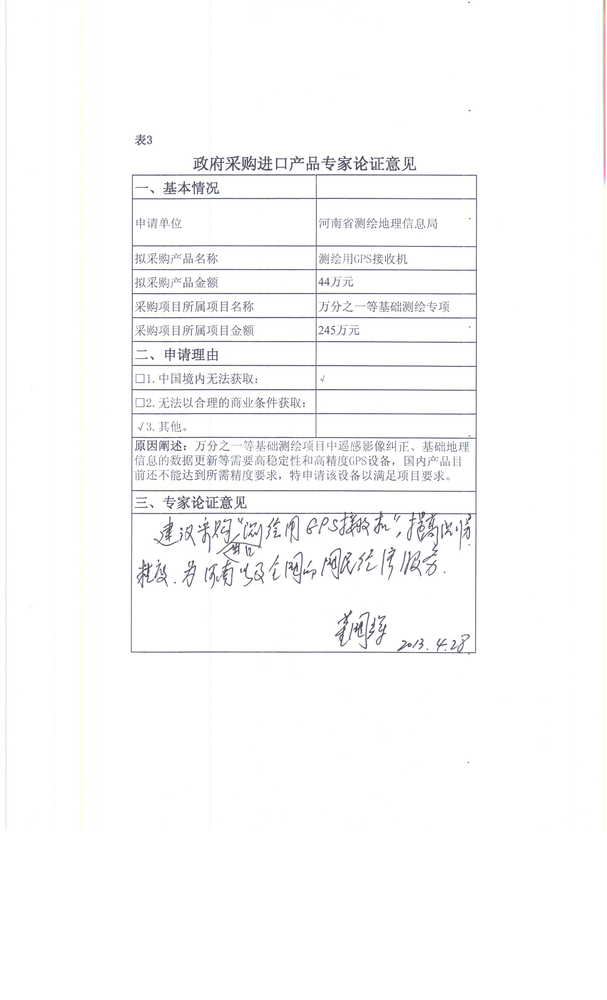 表3
政府采购进口产品专家论证意见
一、基本情况
申请单位 河南省测绘地理信息局
拟采购产品名称 测绘用GPS接收机
拟采购产品金额 44万元
采购项目所属项目名称 万分之一等基础测绘专项
采购项目所属项目金额 245万元
二、申请理由
□1. 中国境内无法获取： √
□2. 无法以合理的商业条件获取：
√3. 其他。
原因阐述：万分之一等基础测绘项目中遥感影像纠正、基础地理
信息的数据更新等需要高稳定性和高精度GPS设备，国内产品目
前还不能达到所需精度要求，特申请该设备以满足项目要求。
三、专家论证意见
建议采购“测绘用GPS接收机”，提高
进口
精度.为河南以及全国的国民经济服务.
2013.4.28